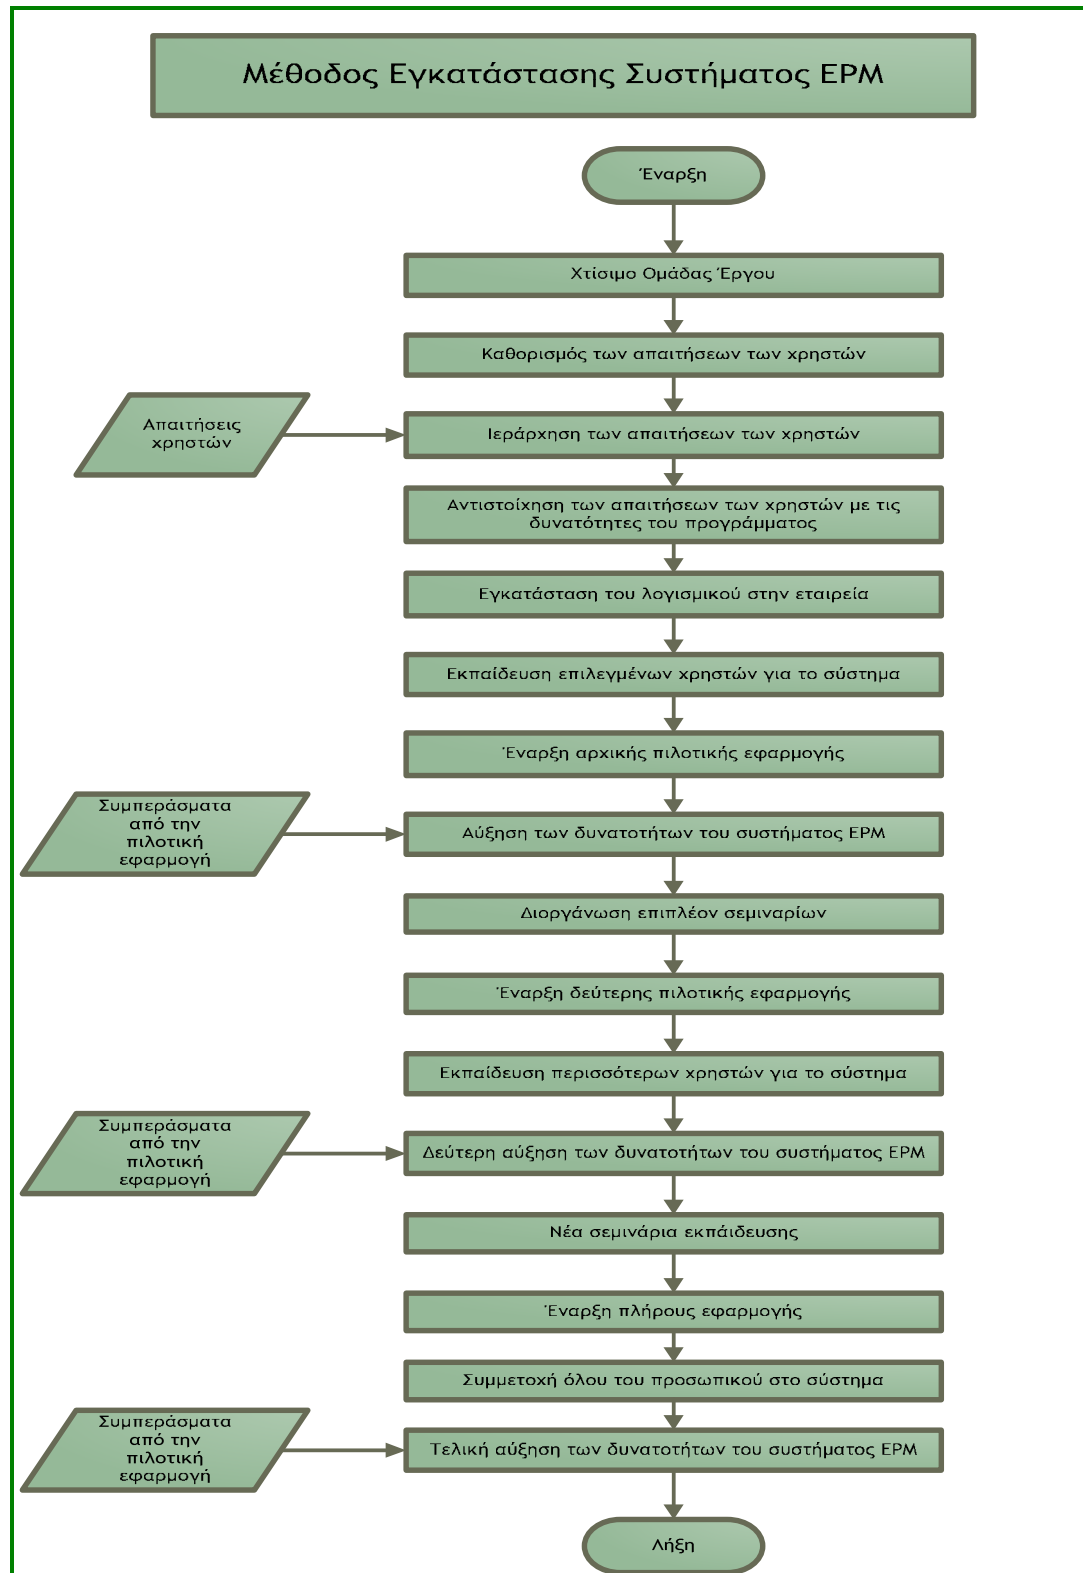 Μέθοδος Εγκατάστασης Συστήματος EPM
Έναρξη
Χτίσιμο Ομάδας Έργου
Καθορισμός των απαιτήσεων των χρηστών
Απαιτήσεις
χρηστών
Ιεράρχηση των απαιτήσεων των χρηστών
Αντιστοίχηση των απαιτήσεων των χρηστών με τις
δυνατότητες του προγράμματος
Εγκατάσταση του λογισμικού στην εταιρεία
Εκπαίδευση επιλεγμένων χρηστών για το σύστημα
Έναρξη αρχικής πιλοτικής εφαρμογής
Συμπεράσματα
από την
πιλοτική
εφαρμογή
Αύξηση των δυνατοτήτων του συστήματος EPM
Διοργάνωση επιπλέον σεμιναρίων
Έναρξη δεύτερης πιλοτικής εφαρμογής
Εκπαίδευση περισσότερων χρηστών για το σύστημα
Συμπεράσματα
από την
πιλοτική
εφαρμογή
Δεύτερη αύξηση των δυνατοτήτων του συστήματος EPM
Νέα σεμινάρια εκπάιδευσης
Έναρξη πλήρους εφαρμογής
Συμμετοχή όλου του προσωπικού στο σύστημα
Συμπεράσματα
από την
πιλοτική
εφαρμογή
Τελική αύξηση των δυνατοτήτων του συστήματος EPM
Λήξη